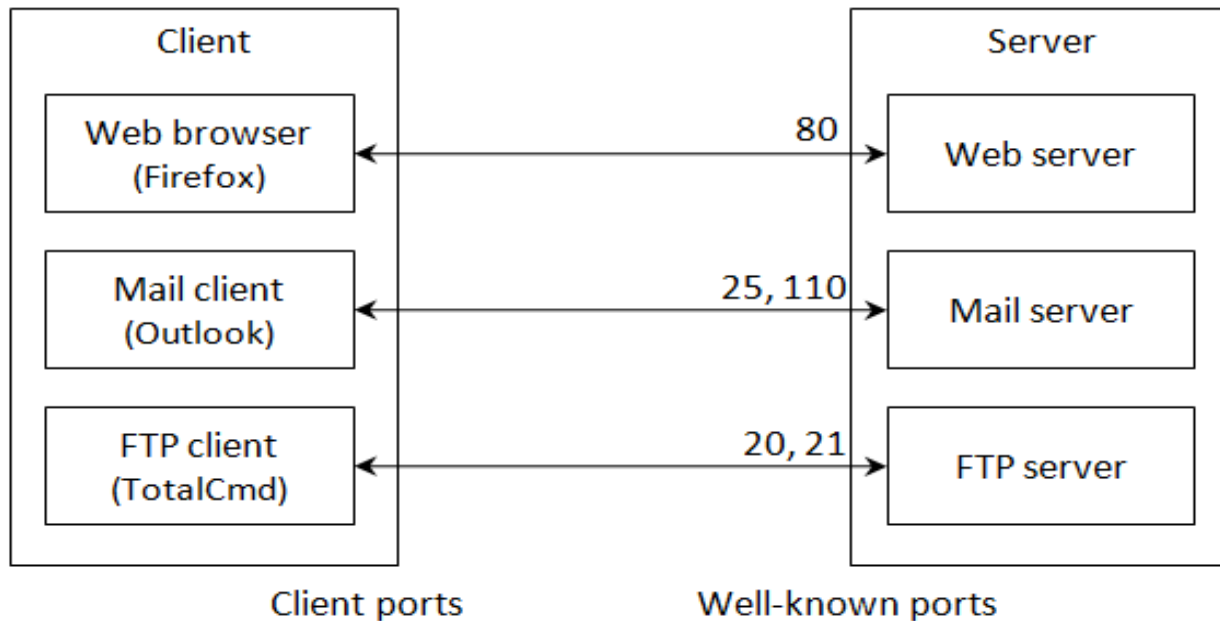 Client
Server
Web browser
(Firefox)
80
Web server
Mail client
(Outlook)
25, 110
Mail server
FTP client
(TotalCmd)
20, 21
FTP server
Client ports
Well-known ports